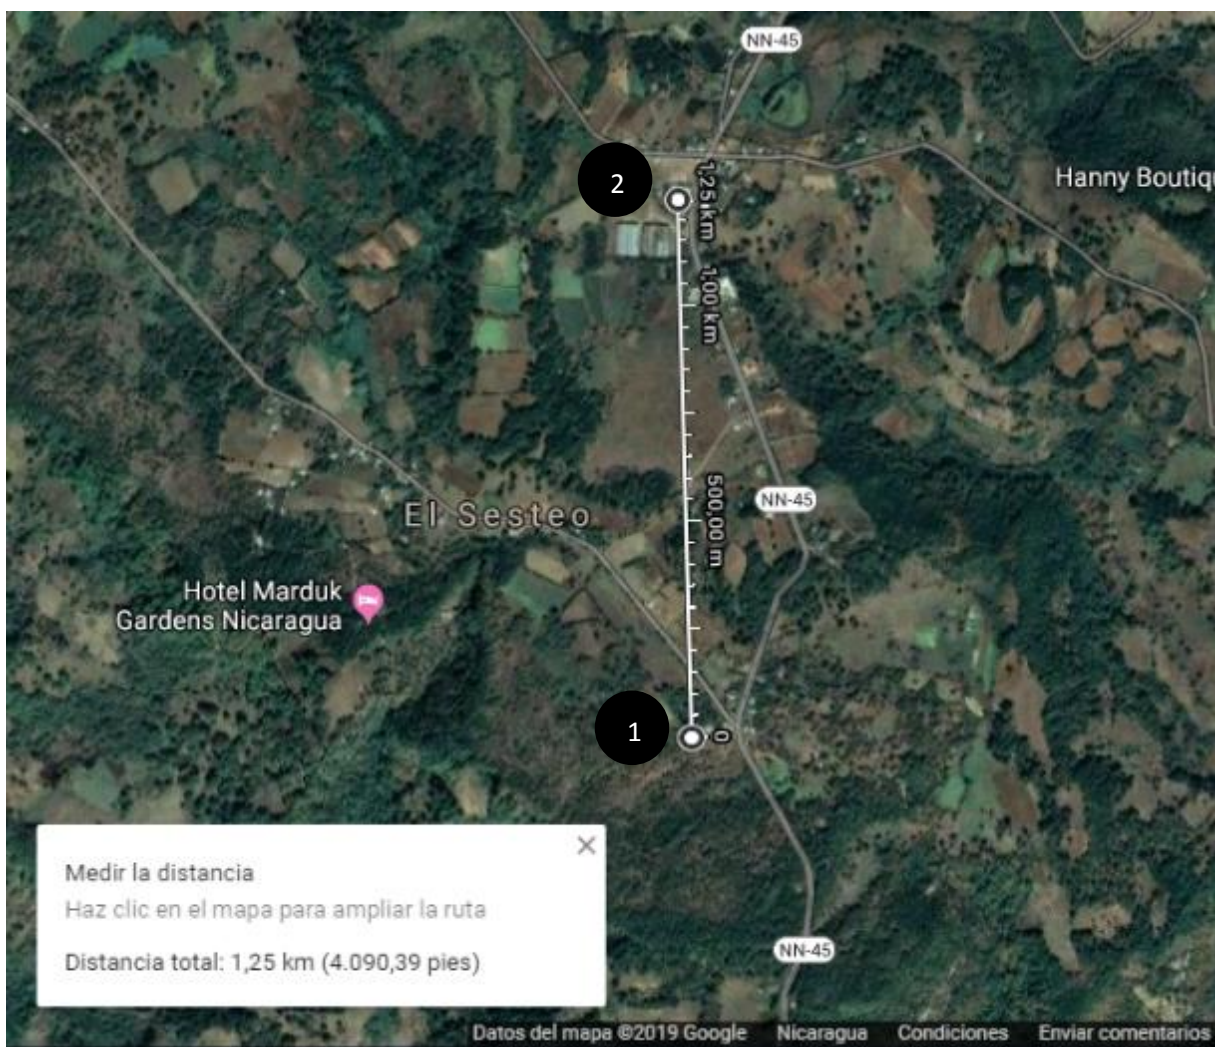 NN-45
2
1,25 km
Hanny Boutiqu
1,00 km
500,00 m
NN-45
El Sesteo
Hotel Marduk
Gardens Nicaragua
1
0
Medir la distancia
Haz clic en el mapa para ampliar la ruta
Distancia total: 1,25 km (4.090,39 pies)
NN-45
Datos del mapa ©2019 Google Nicaragua Condiciones Enviar comentarios